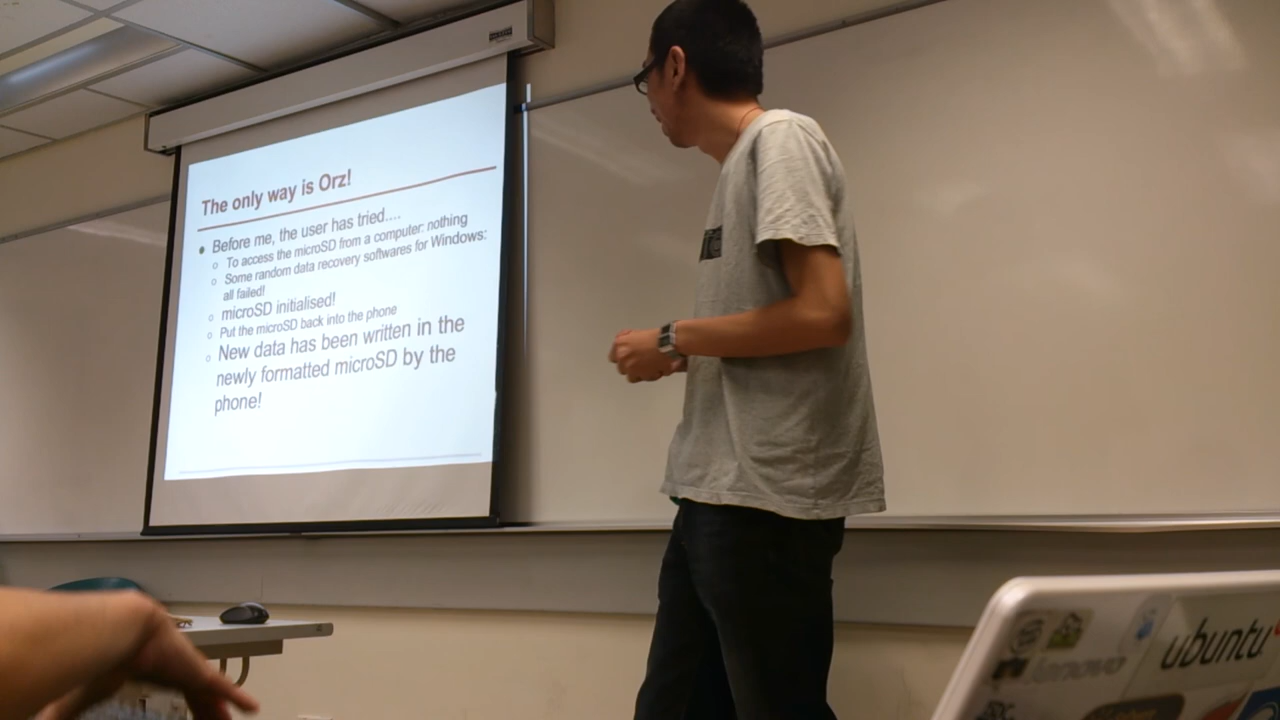 The only way is Orz!
Before me, the user has tried....
To access the microSD from a computer: nothing
Some random data recovery softwares for Windows:
all failed!
microSD initialised!
Put the microSD back into the phone
New data has been written in the
newly formatted microSD by the
phone!
lenovo
ubuntu